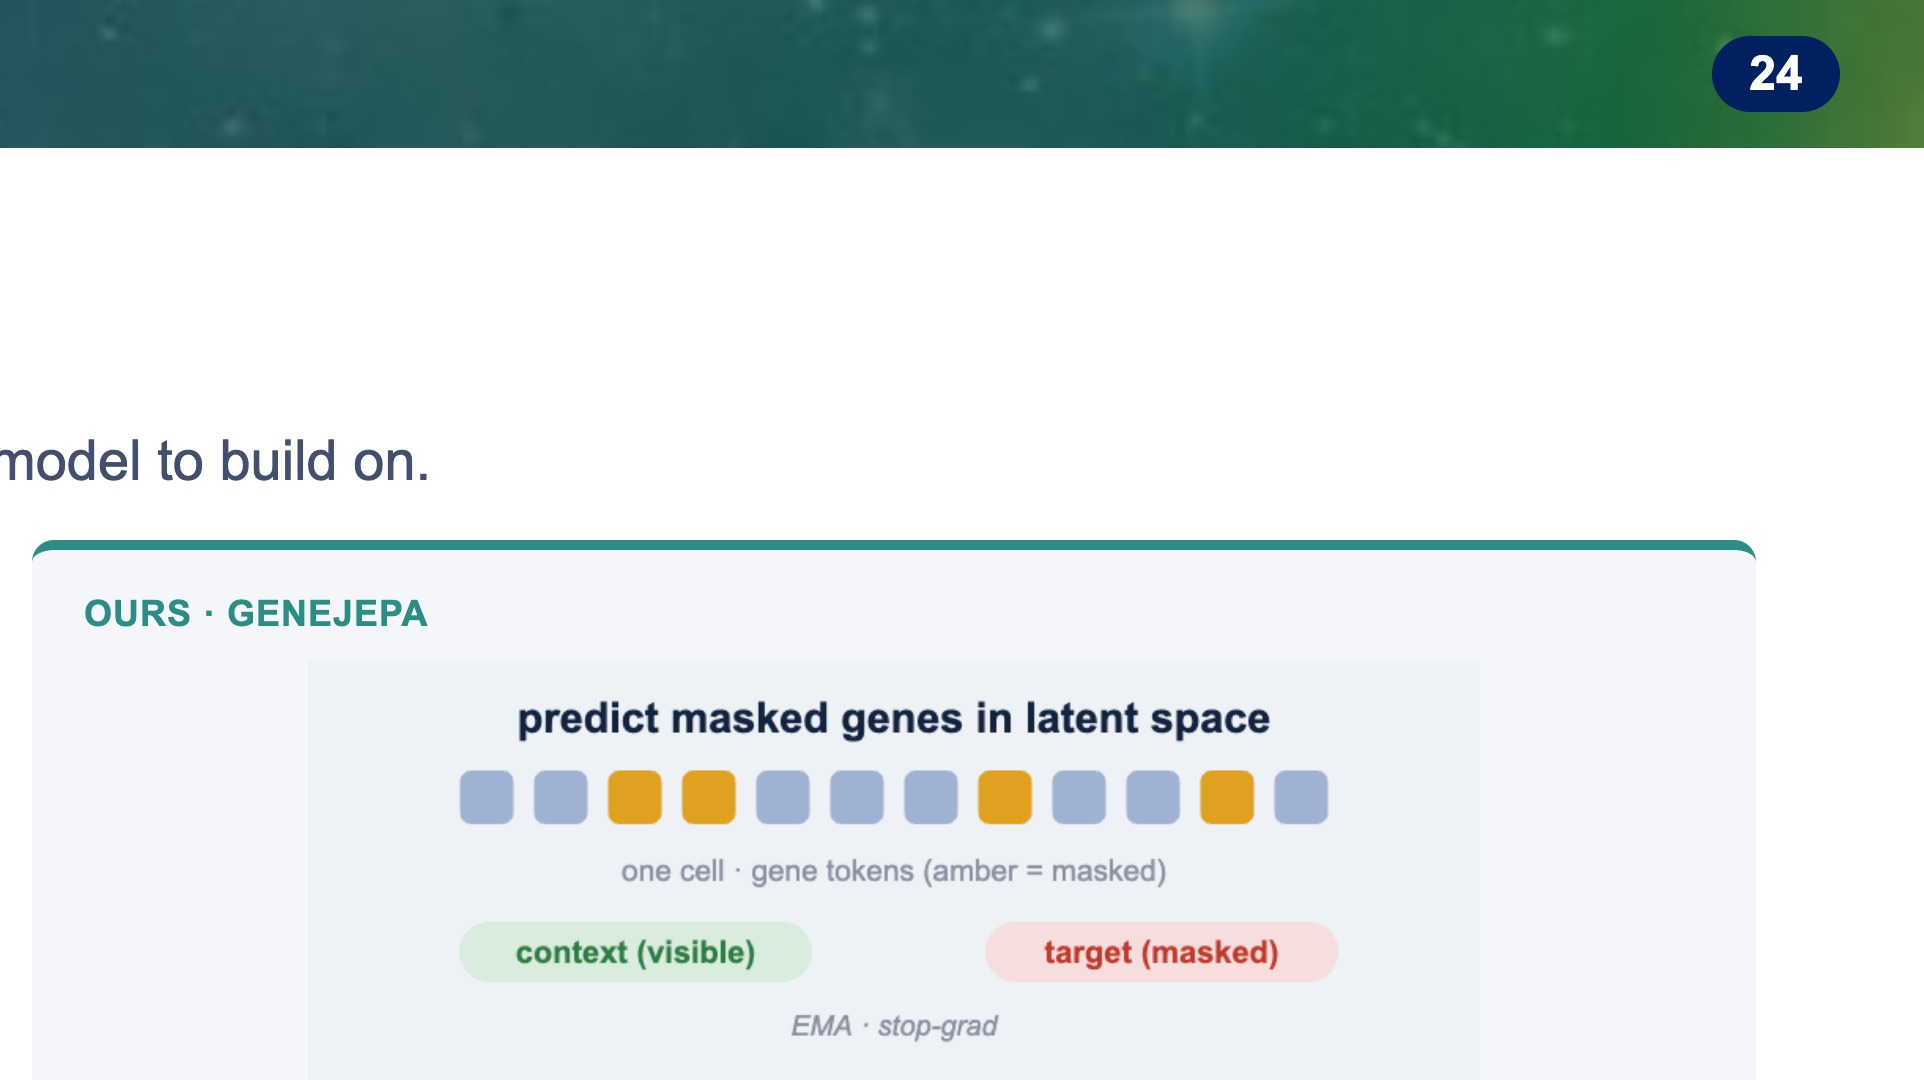 24
model to build on.
OURS · GENEJEPA
predict masked genes in latent space
one cell · gene tokens (amber = masked)
context (visible)
target (masked)
EMA · stop-grad